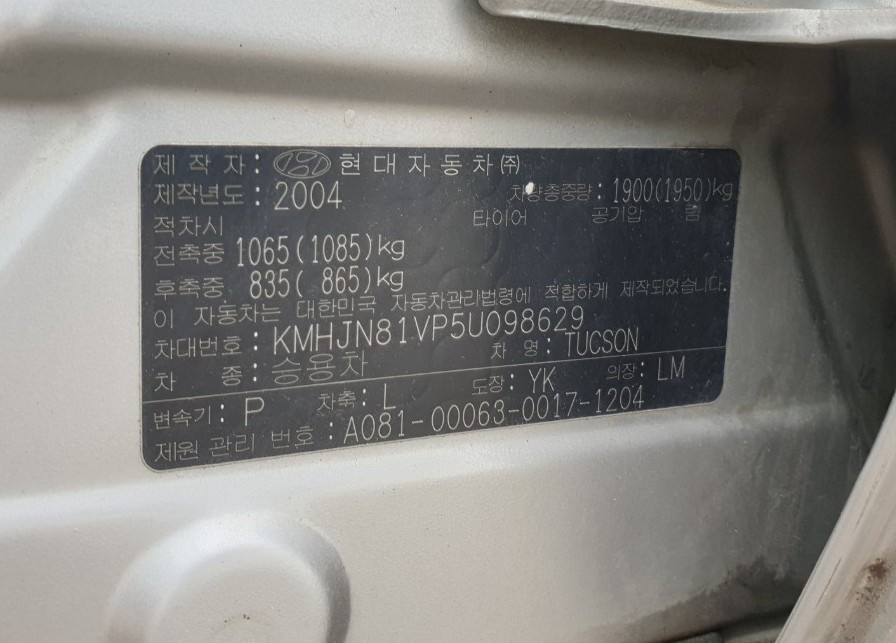 제 작 자 : 현대자동차㈜
제작년도 : 2004 차량총중량 : 1900(1950)kg
적차시 타이어 공기압 휠
전축중 1065(1085)kg
후축중 835( 865)kg
이 자동차는 대한민국 자동차관리법령에 적합하게 제작되었습니다.
차대번호 : KMHJN81VP5U098629
차 종 : 승용차 차 명 : TUCSON
변속기 : P 차축 : L 도장 : YK 의장 : LM
제원 관리 번호 : A081-00063-0017-1204